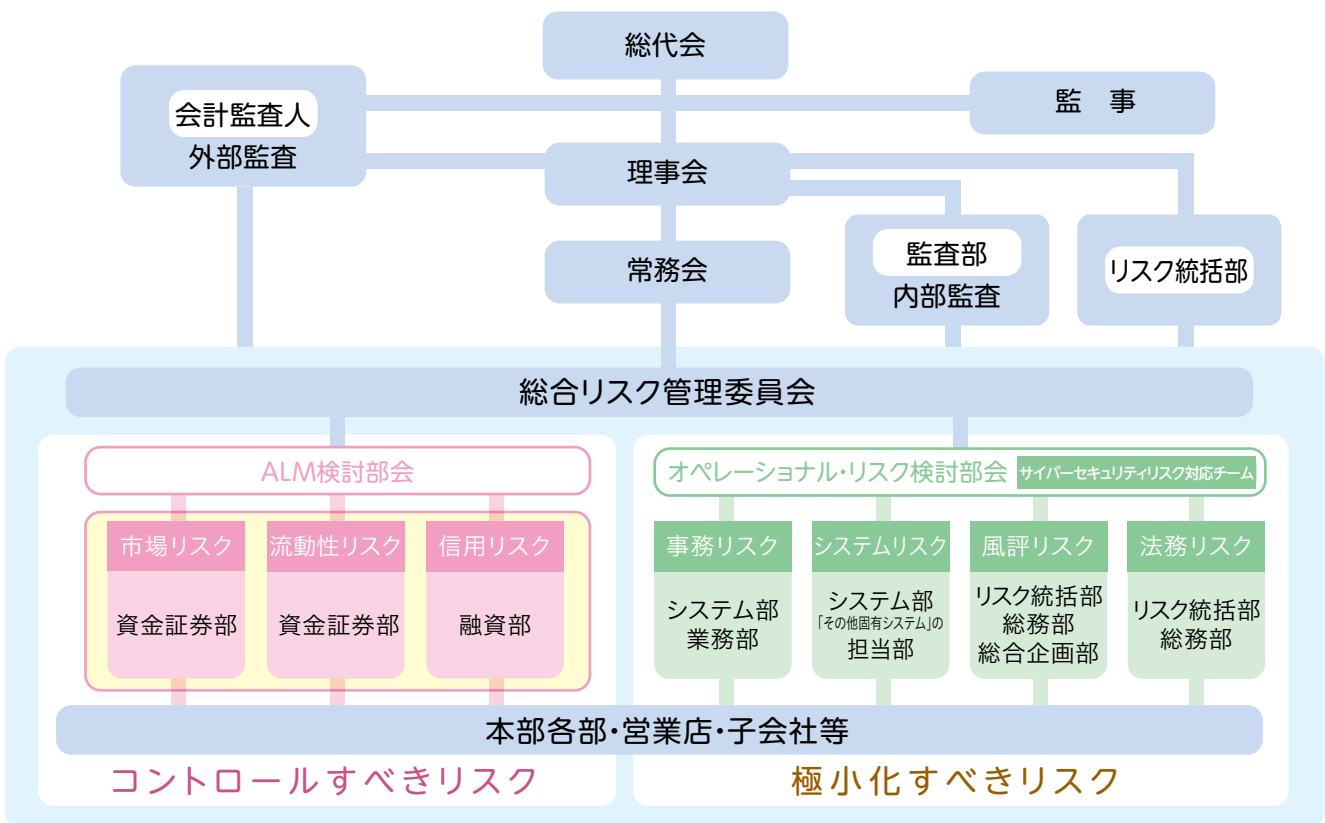 総代会
会計監査人
外部監査
監 事
理事会
常務会
監査部
内部監査
リスク統括部
総合リスク管理委員会
ALM検討部会
市場リスク
資金証券部
流動性リスク
資金証券部
信用リスク
融資部
オペレーショナル・リスク検討部会 サイバーセキュリティリスク対応チーム
事務リスク
システム部
業務部
システムリスク
システム部
「その他固有システム」の
担当部
風評リスク
リスク統括部
総務部
総合企画部
法務リスク
リスク統括部
総務部
本部各部・営業店・子会社等
コントロールすべきリスク
極小化すべきリスク